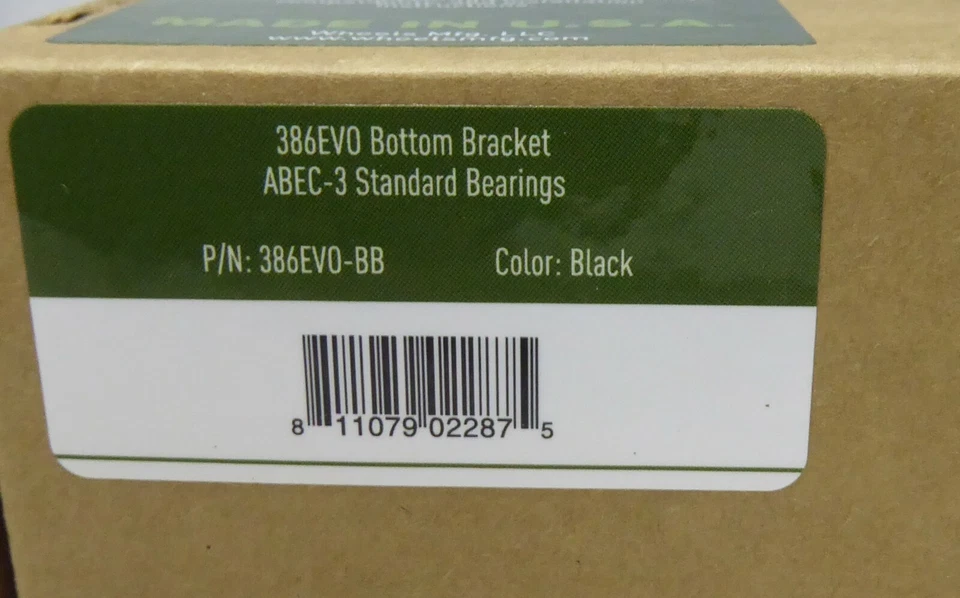 MADE IN U.S.A.
Wheels Mfg. LLC
www.wheelsmfg.com
386EVO Bottom Bracket
ABEC-3 Standard Bearings
P/N: 386EVO-BB Color: Black
8 11079 02287 5